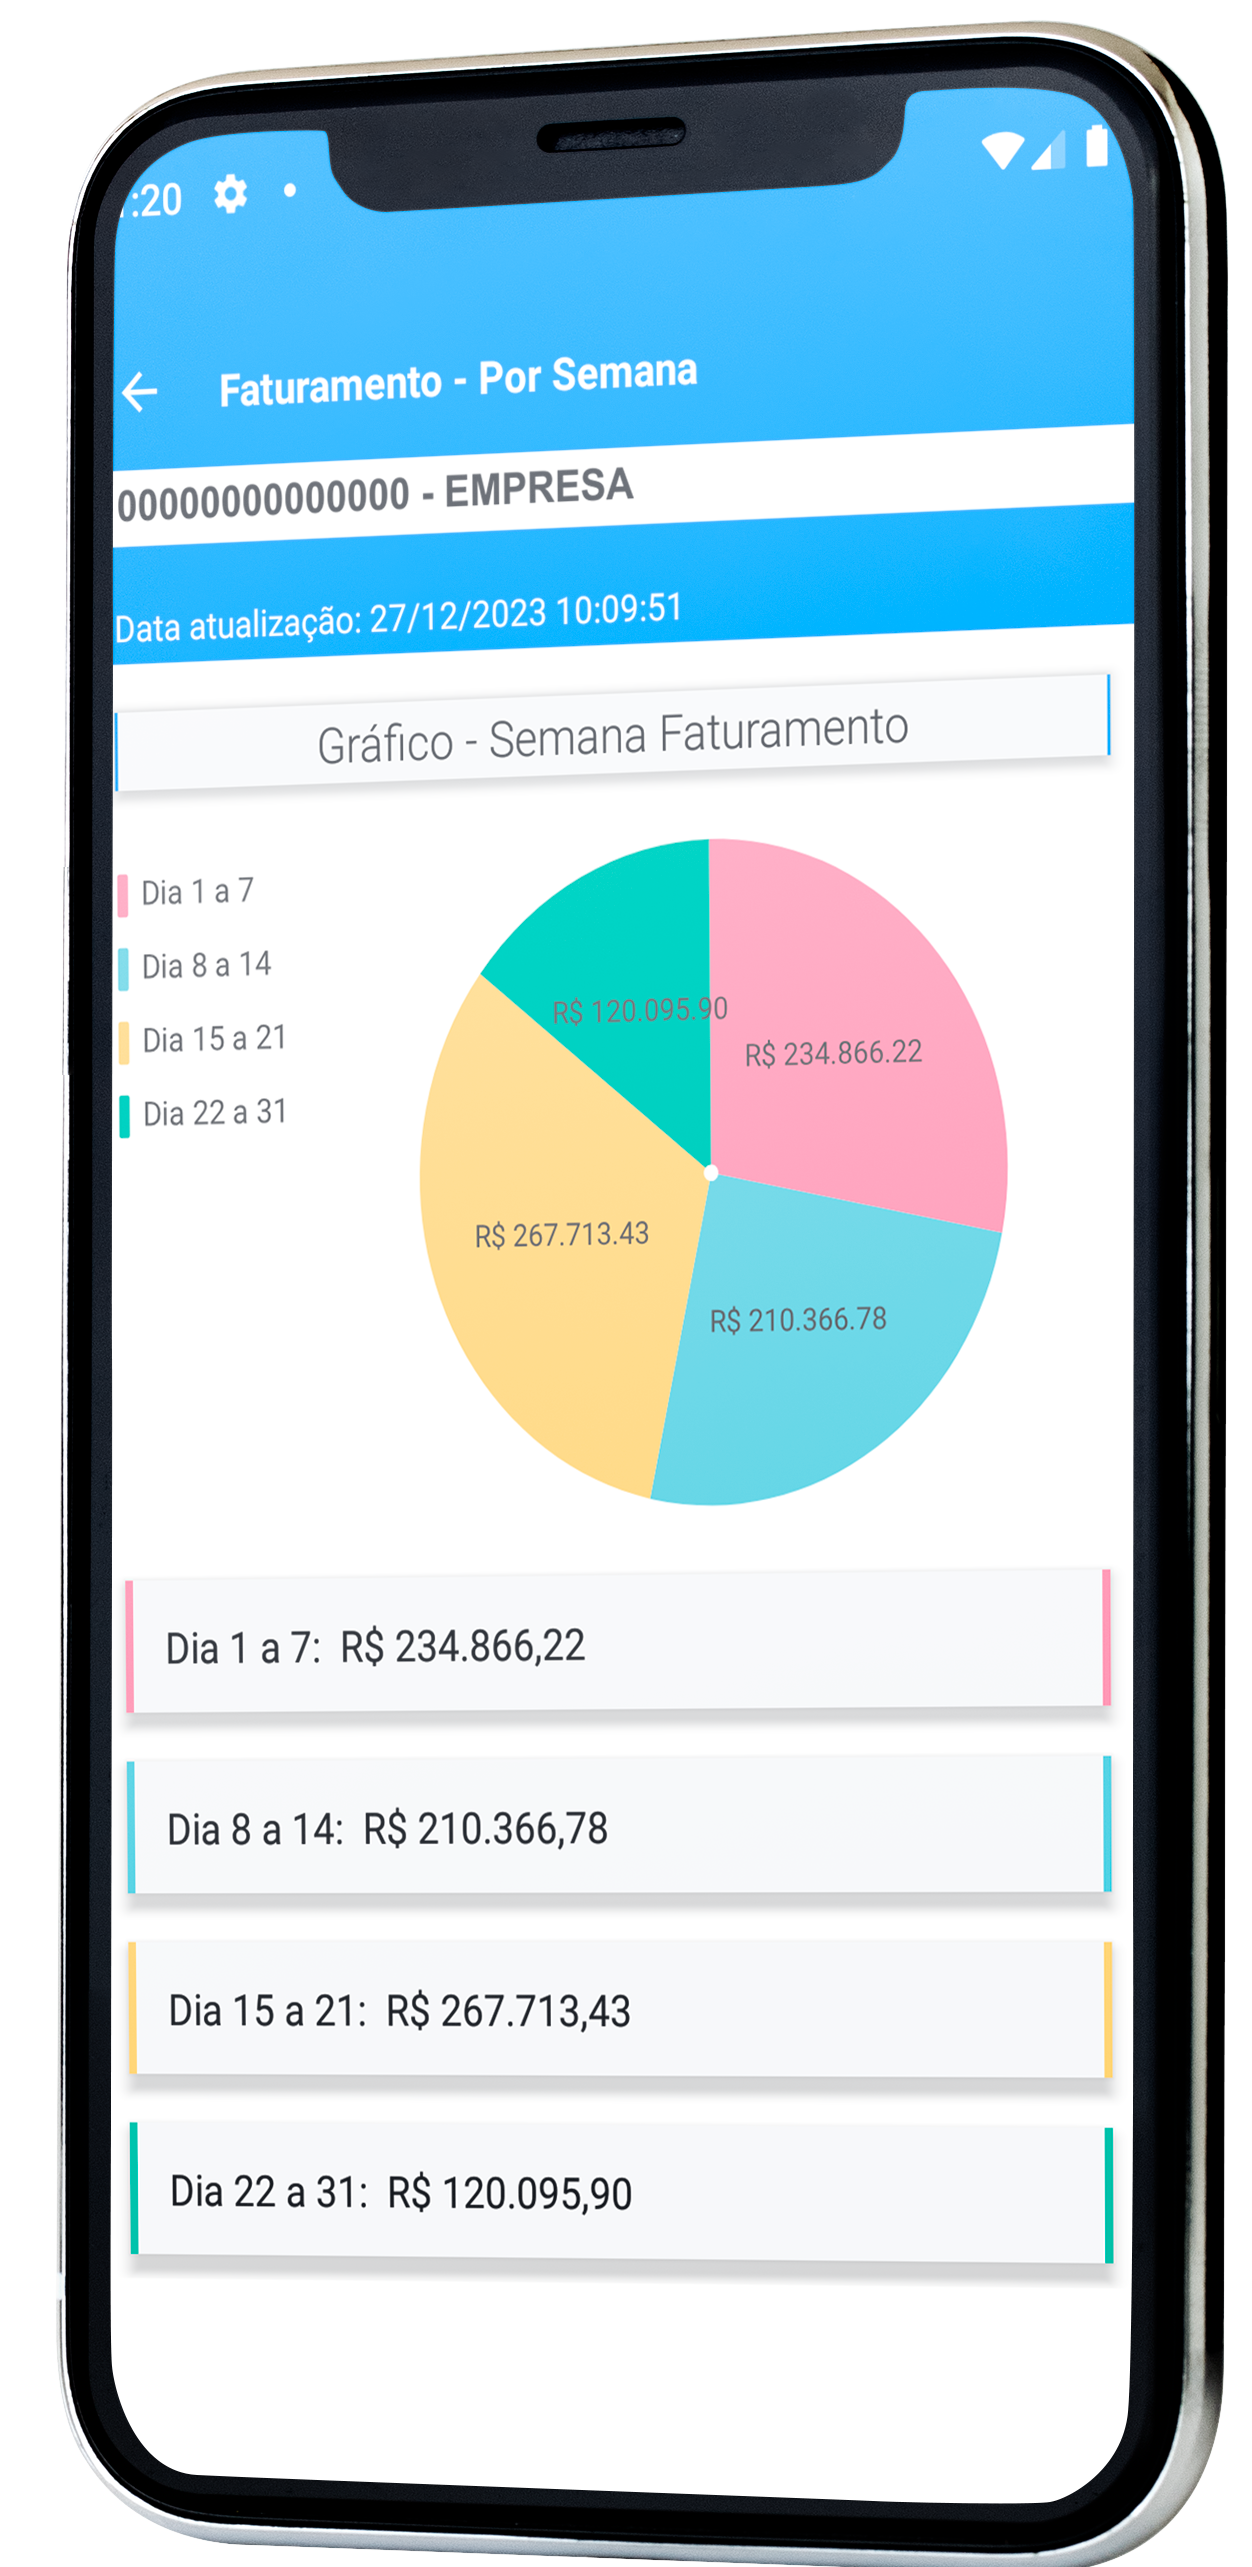 :20
Faturamento - Por Semana
00000000000000 - EMPRESA
Data atualização: 27/12/2023 10:09:51
Gráfico - Semana Faturamento
Dia 1 a 7
Dia 8 a 14
Dia 15 a 21
Dia 22 a 31
R$ 120.095.90
R$ 234.866.22
R$ 267.713.43
R$ 210.366.78
Dia 1 a 7: R$ 234.866,22
Dia 8 a 14: R$ 210.366,78
Dia 15 a 21: R$ 267.713,43
Dia 22 a 31: R$ 120.095,90